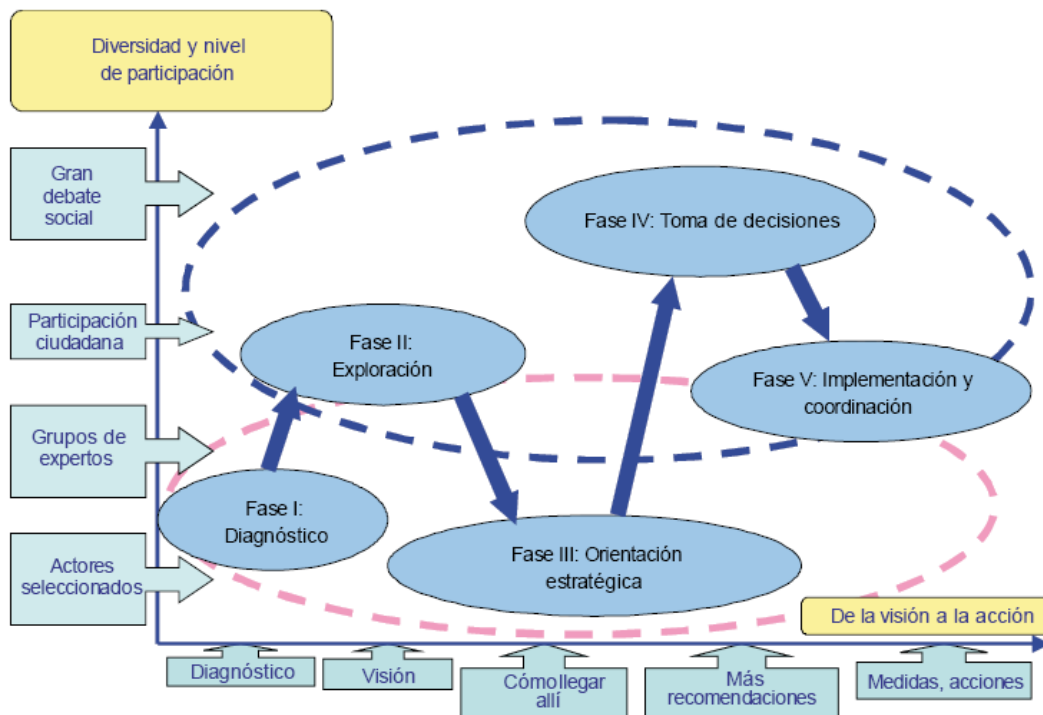 Diversidad y nivel
de participación
Gran
debate
social
Fase IV: Toma de decisiones
Participación
ciudadana
Fase II:
Exploración
Fase V: Implementación y
coordinación
Grupos de
expertos
Fase I:
Diagnóstico
Fase III: Orientación
estratégica
Actores
seleccionados
De la visión a la acción
Diagnóstico
Visión
Cómo llegar
allí
Más
recomendaciones
Medidas, acciones